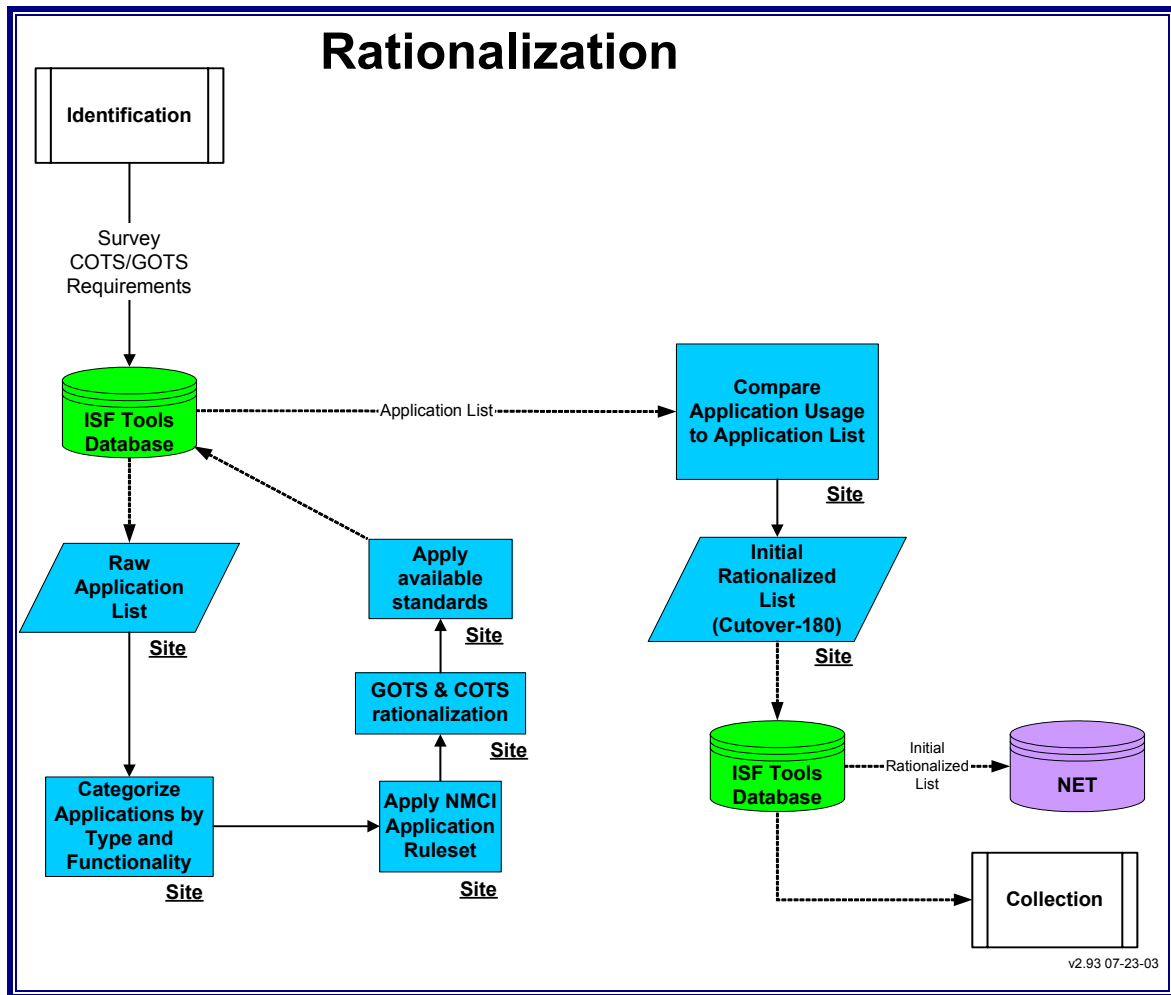 Rationalization
Identification
Survey
COTS/GOTS
Requirements
ISF Tools
Database
Application List
Compare
Application Usage
to Application List
Site
Raw
Application
List
Site
Apply
available
standards
Site
Initial
Rationalized
List
(Cutover-180)
Site
GOTS & COTS
rationalization
Site
Categorize
Applications by
Type and
Functionality
Site
Apply NMCI
Application
Ruleset
Site
ISF Tools
Database
Initial
Rationalized
List
NET
Collection
v2.93 07-23-03